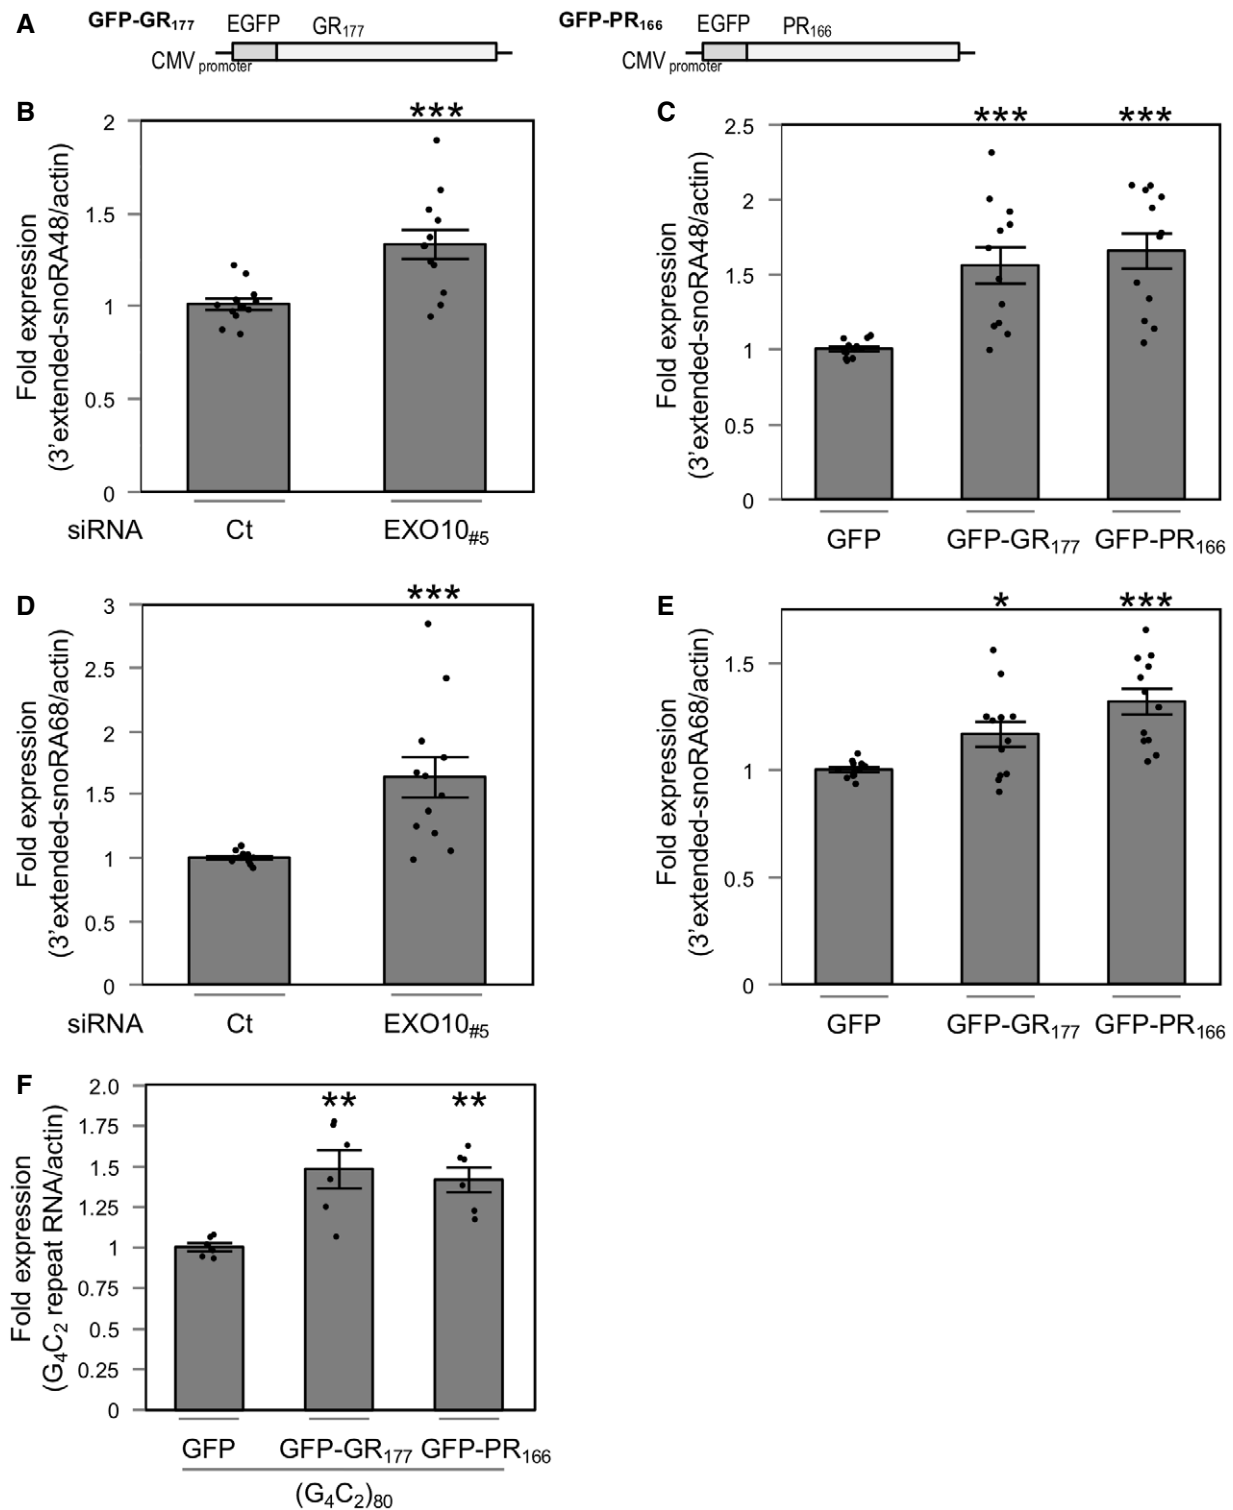 A
GFP-GR177 EGFP GR177
CMV promoter
GFP-PR166 EGFP PR166
CMV promoter
B
***
Fold expression
(3’extended-snoRA48/actin)
2
1.5
1
0.5
0
siRNA Ct EXO10#5
C
*** ***
Fold expression
(3’extended-snoRA48/actin)
2.5
2
1.5
1
0.5
0
GFP GFP-GR177 GFP-PR166
D
***
Fold expression
(3’extended-snoRA68/actin)
3
2.5
2
1.5
1
0.5
0
siRNA Ct EXO10#5
E
* ***
Fold expression
(3’extended-snoRA68/actin)
1.5
1
0.5
0
GFP GFP-GR177 GFP-PR166
F
** **
Fold expression
(G4C2 repeat RNA/actin)
2.0
1.75
1.5
1.25
1
0.75
0.5
0.25
0
GFP GFP-GR177 GFP-PR166
(G4C2)80